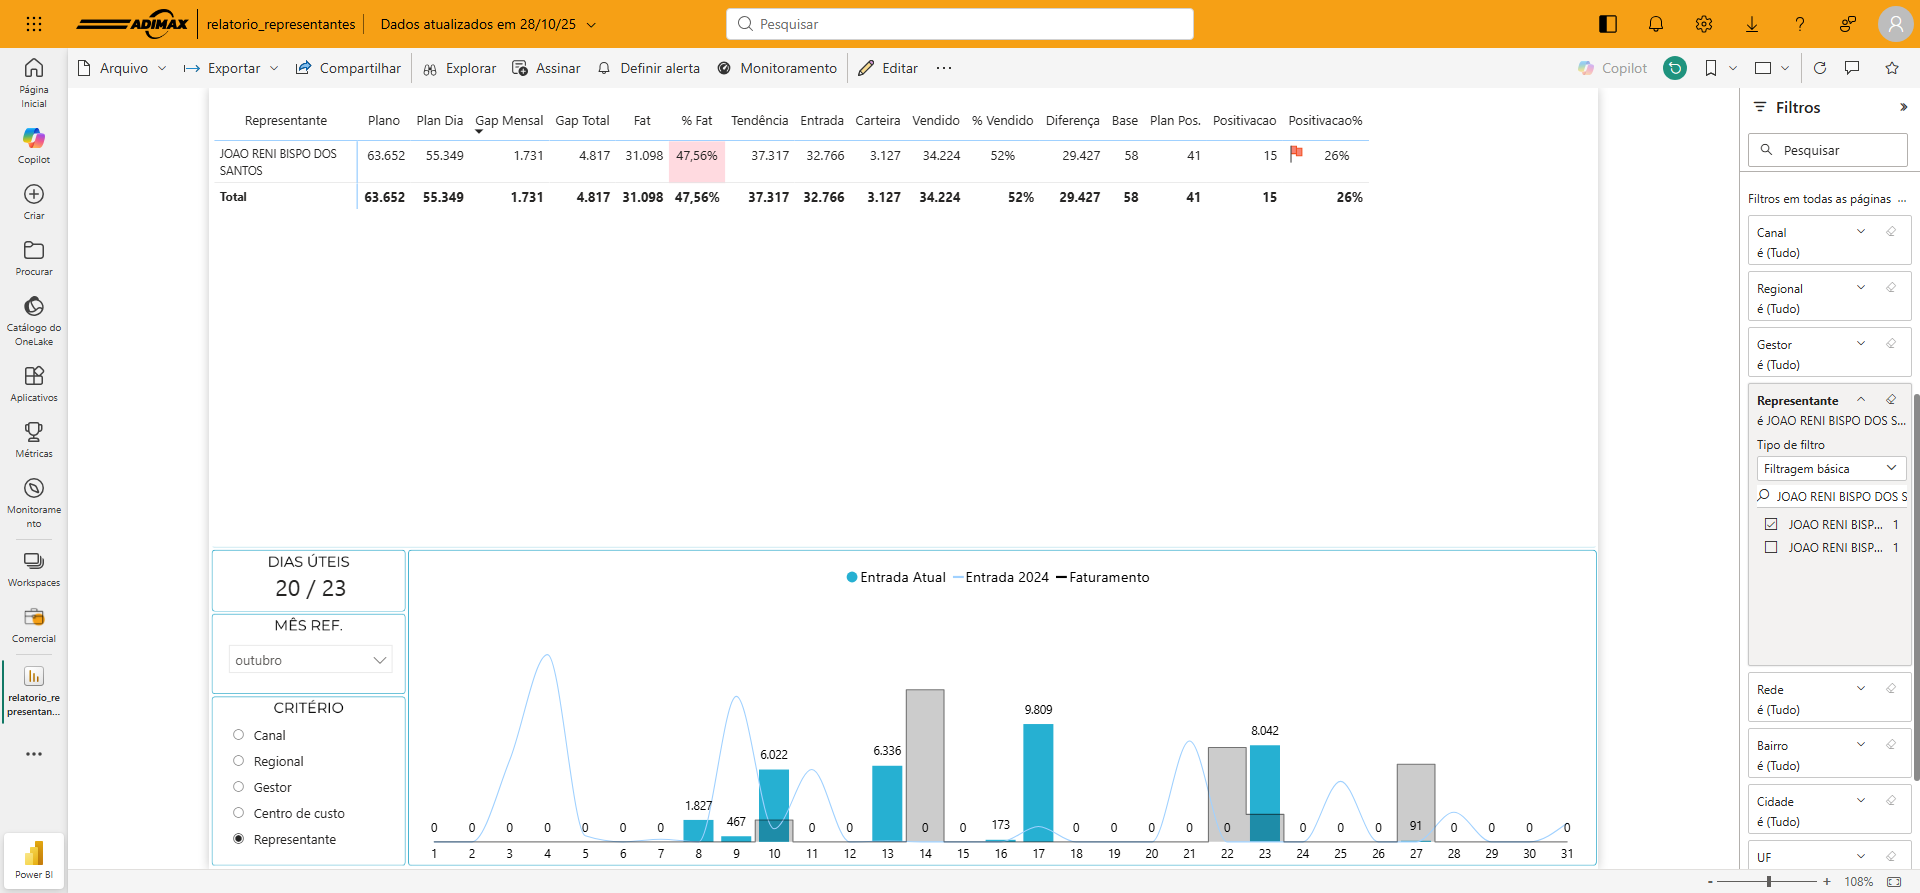 ADIMAX relatorio_representantes Dados atualizados em 28/10/25 Pesquisar
Arquivo Exportar Compartilhar Explorar Assinar Definir alerta Monitoramento Editar ... Copilot
Página
Inicial
Copilot
Criar
Procurar
Catálogo do
OneLake
Aplicativos
Métricas
Monitorame
nto
Workspaces
Comercial
relatorio_re
presentan...
...
Power BI
Representante Plano Plan Dia Gap Mensal Gap Total Fat % Fat Tendência Entrada Carteira Vendido % Vendido Diferença Base Plan Pos. Positivacao Positivacao%
JOAO RENI BISPO DOS
SANTOS
63.652 55.349 1.731 4.817 31.098 47,56% 37.317 32.766 3.127 34.224 52% 29.427 58 41 15 26%
Total 63.652 55.349 1.731 4.817 31.098 47,56% 37.317 32.766 3.127 34.224 52% 29.427 58 41 15 26%
DIAS ÚTEIS
20 / 23
MÊS REF.
outubro
CRITÉRIO
Canal
Regional
Gestor
Centro de custo
Representante
Entrada Atual Entrada 2024 Faturamento
0 0 0 0 0 0 0 1.827 467 6.022 0 0 6.336 0 0 173 9.809 0 0 0 0 0 8.042 0 0 0 91 0 0 0 0
1 2 3 4 5 6 7 8 9 10 11 12 13 14 15 16 17 18 19 20 21 22 23 24 25 26 27 28 29 30 31
Filtros
Pesquisar
Filtros em todas as páginas ...
Canal
é (Tudo)
Regional
é (Tudo)
Gestor
é (Tudo)
Representante
é JOAO RENI BISPO DOS S...
Tipo de filtro
Filtragem básica
JOAO RENI BISPO DOS S
JOAO RENI BISP... 1
JOAO RENI BISP... 1
Rede
é (Tudo)
Bairro
é (Tudo)
Cidade
é (Tudo)
UF
- + 108%